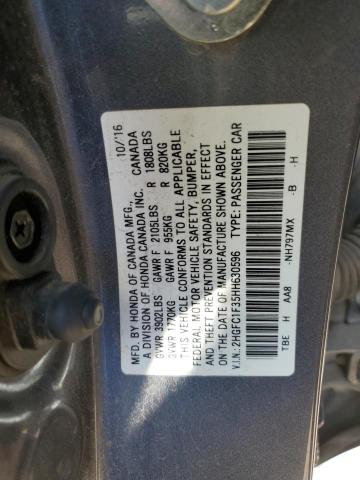 MFD. BY HONDA OF CANADA MFG., 10/'16
A DIVISION OF HONDA CANADA INC. CANADA
GVWR 3902LBS GAWR F 2105LBS R 1808LBS
GVWR 1770KG GAWR F 955KG R 820KG
THIS VEHICLE CONFORMS TO ALL APPLICABLE
FEDERAL MOTOR VEHICLE SAFETY, BUMPER,
AND THEFT PREVENTION STANDARDS IN EFFECT
ON THE DATE OF MANUFACTURE SHOWN ABOVE.
V.I.N.: 2HGFC1F35HH630596 TYPE: PASSENGER CAR
TBE H AA8 -NH797MX -B -H